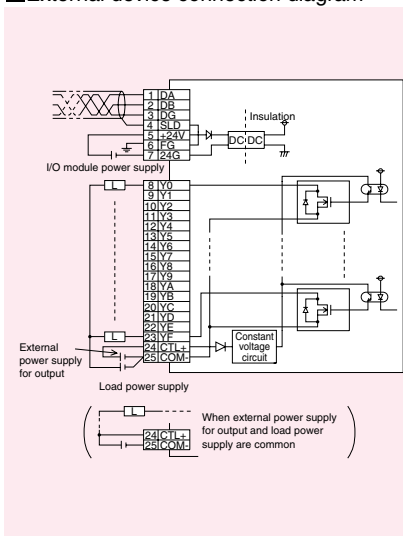 External device connection diagram
1 DA
2 DB
3 DG
4 SLD
5 +24V
6 FG
7 24G
Insulation
DC DC
I/O module power supply
L
8 Y0
9 Y1
10 Y2
11 Y3
12 Y4
13 Y5
14 Y6
15 Y7
16 Y8
17 Y9
18 YA
19 YB
20 YC
21 YD
22 YE
23 YF
24 CTL+
25 COM-
L
External
power supply
for output
Constant
voltage
circuit
Load power supply
L
24 CTL+
25 COM-
When external power supply
for output and load power
supply are common